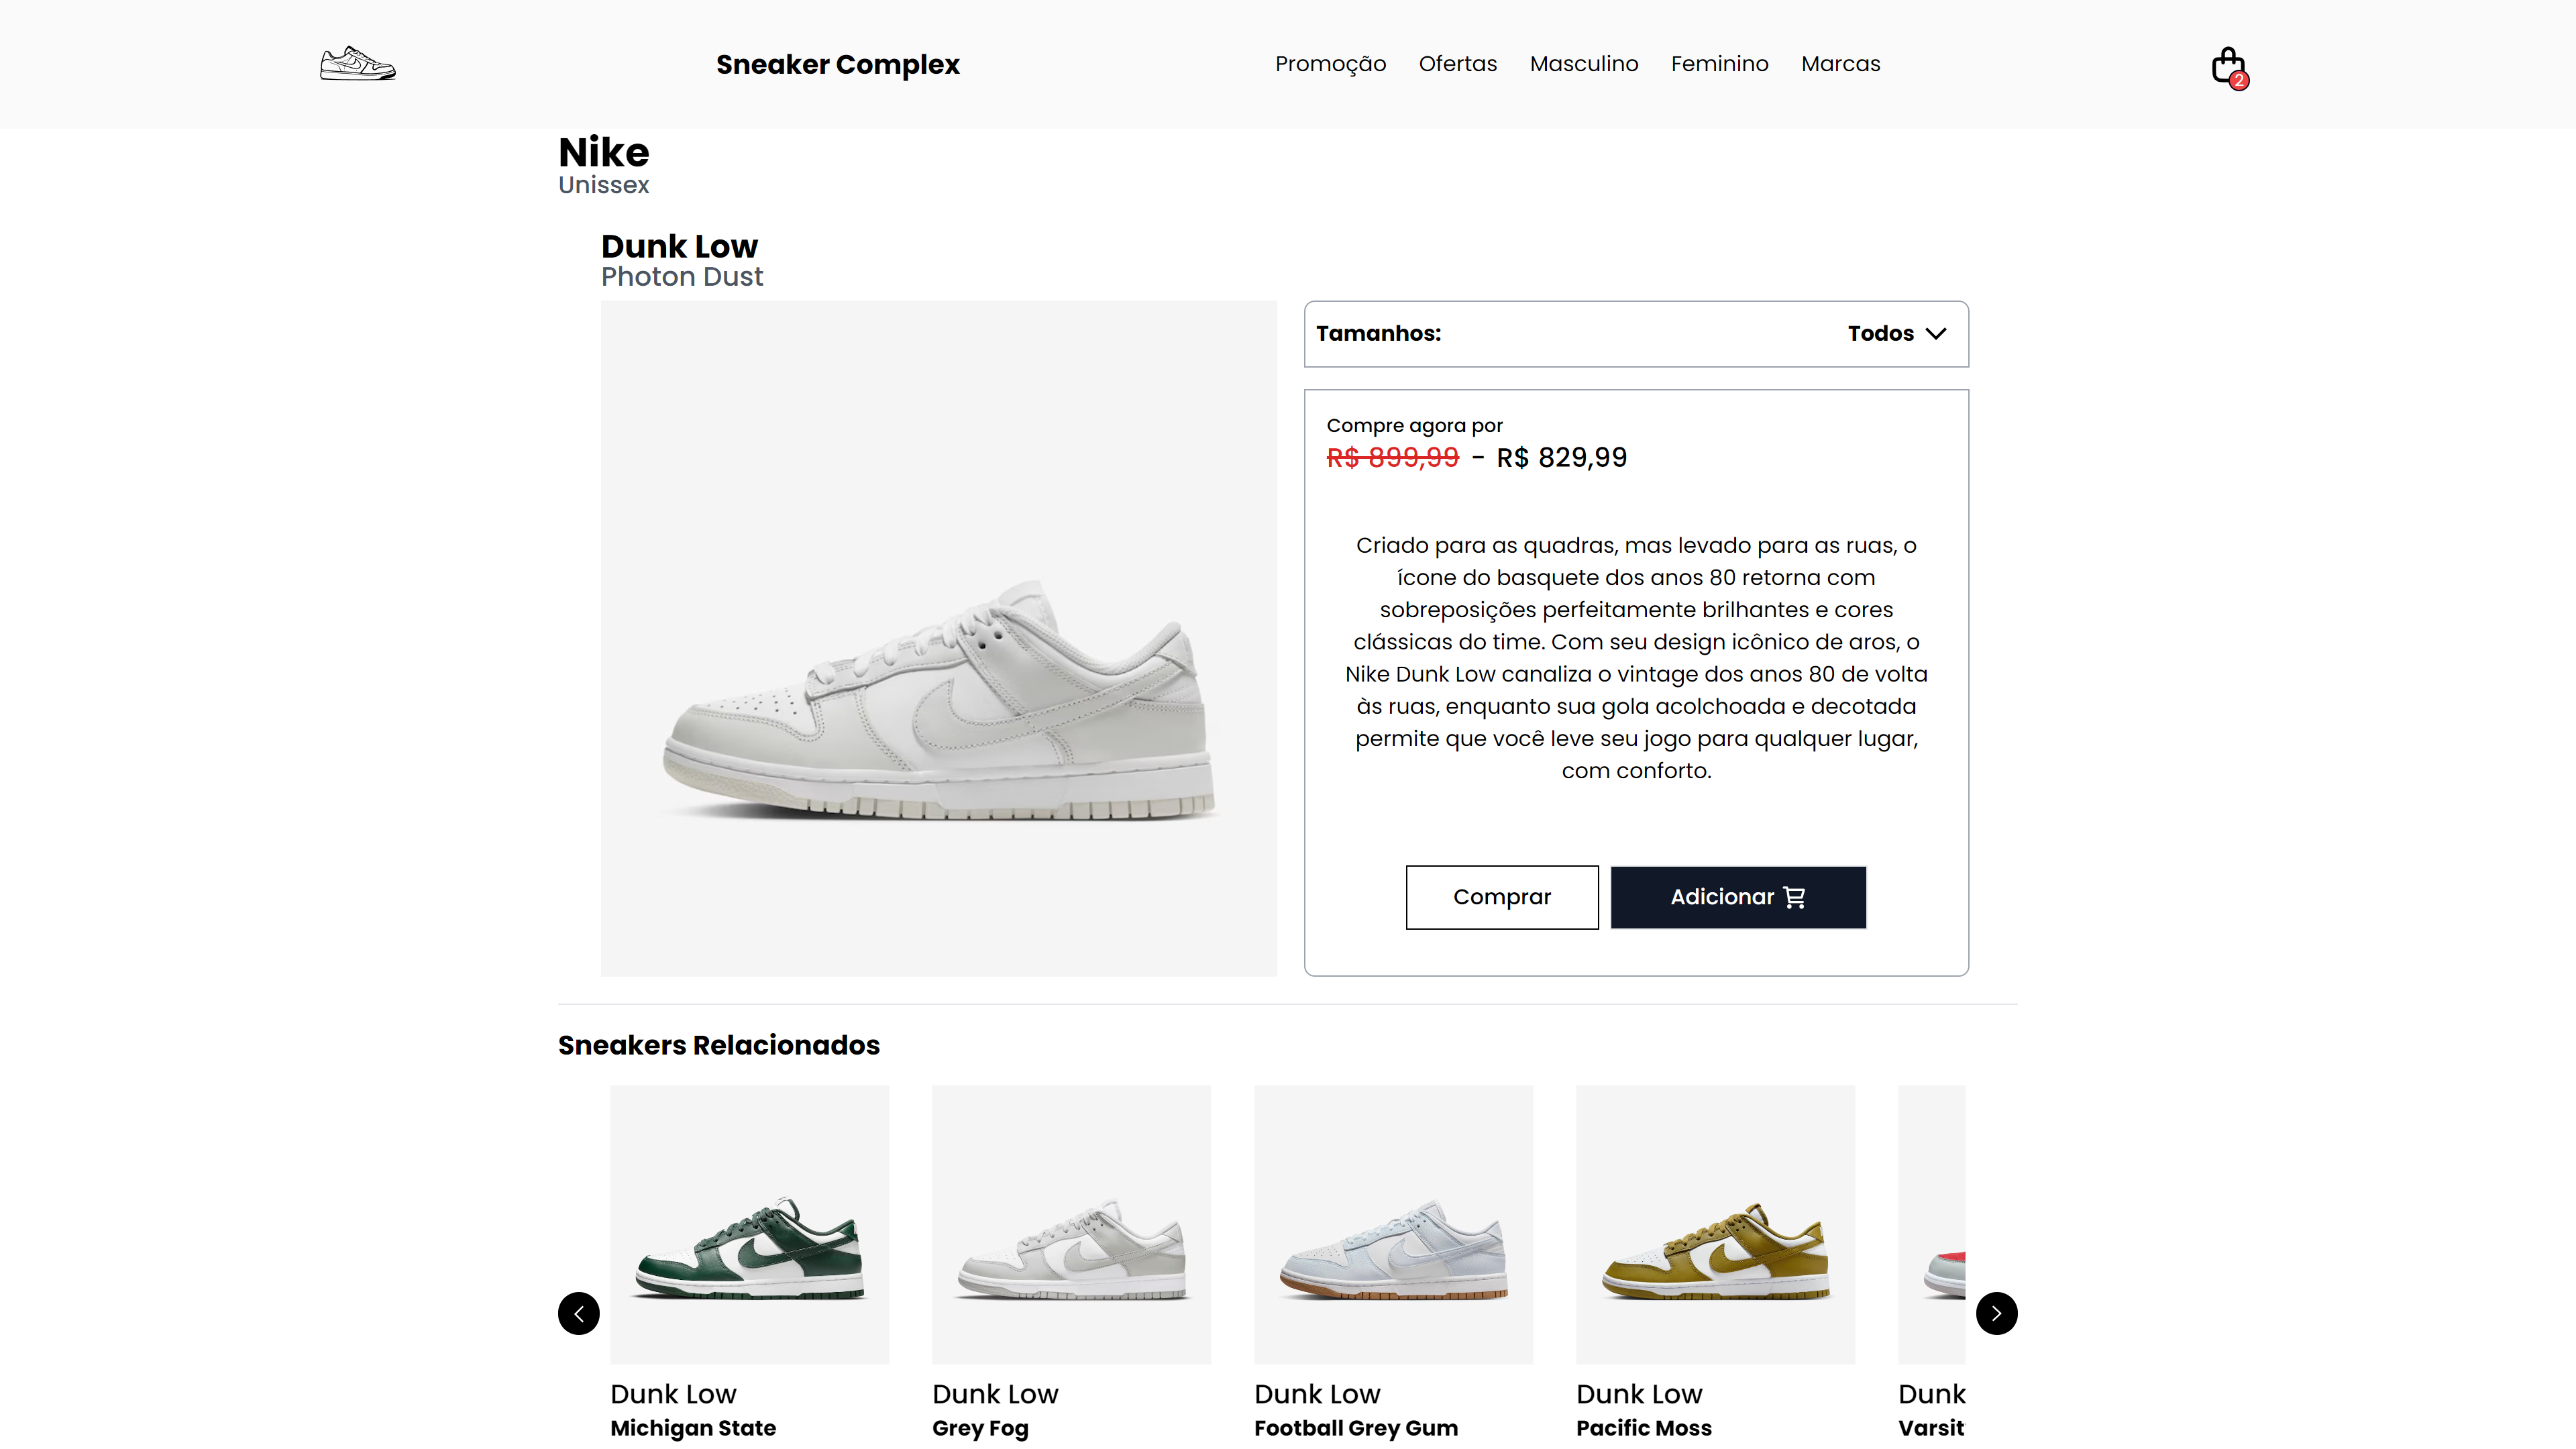 Sneaker Complex
Promoção Ofertas Masculino Feminino Marcas
2
Nike
Unissex
Dunk Low
Photon Dust
Tamanhos: Todos
Compre agora por
R$ 899,99 - R$ 829,99
Criado para as quadras, mas levado para as ruas, o
ícone do basquete dos anos 80 retorna com
sobreposições perfeitamente brilhantes e cores
clássicas do time. Com seu design icônico de aros, o
Nike Dunk Low canaliza o vintage dos anos 80 de volta
às ruas, enquanto sua gola acolchoada e decotada
permite que você leve seu jogo para qualquer lugar,
com conforto.
Comprar
Adicionar
Sneakers Relacionados
Dunk Low
Michigan State
Dunk Low
Grey Fog
Dunk Low
Football Grey Gum
Dunk Low
Pacific Moss
Dunk
Varsit